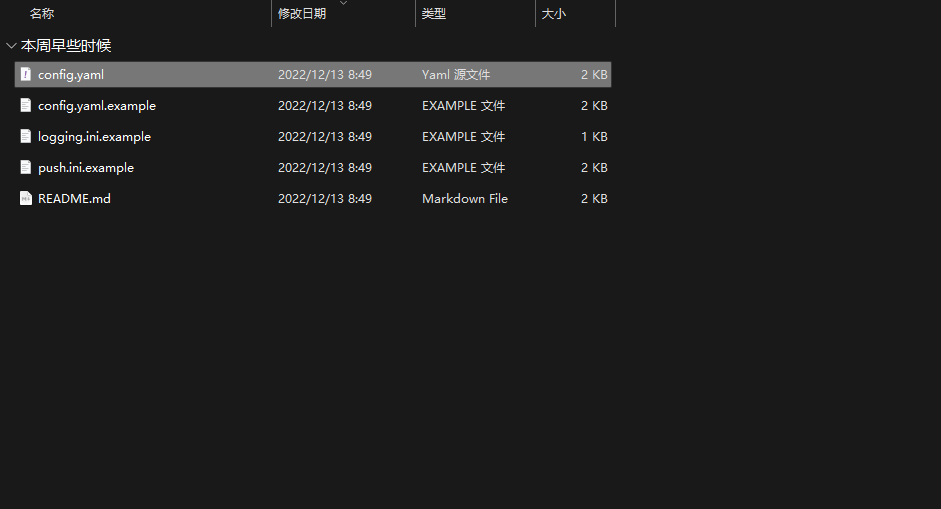 名称 修改日期 类型 大小
本周早些时候
config.yaml 2022/12/13 8:49 Yaml 源文件 2 KB
config.yaml.example 2022/12/13 8:49 EXAMPLE 文件 2 KB
logging.ini.example 2022/12/13 8:49 EXAMPLE 文件 1 KB
push.ini.example 2022/12/13 8:49 EXAMPLE 文件 2 KB
README.md 2022/12/13 8:49 Markdown File 2 KB